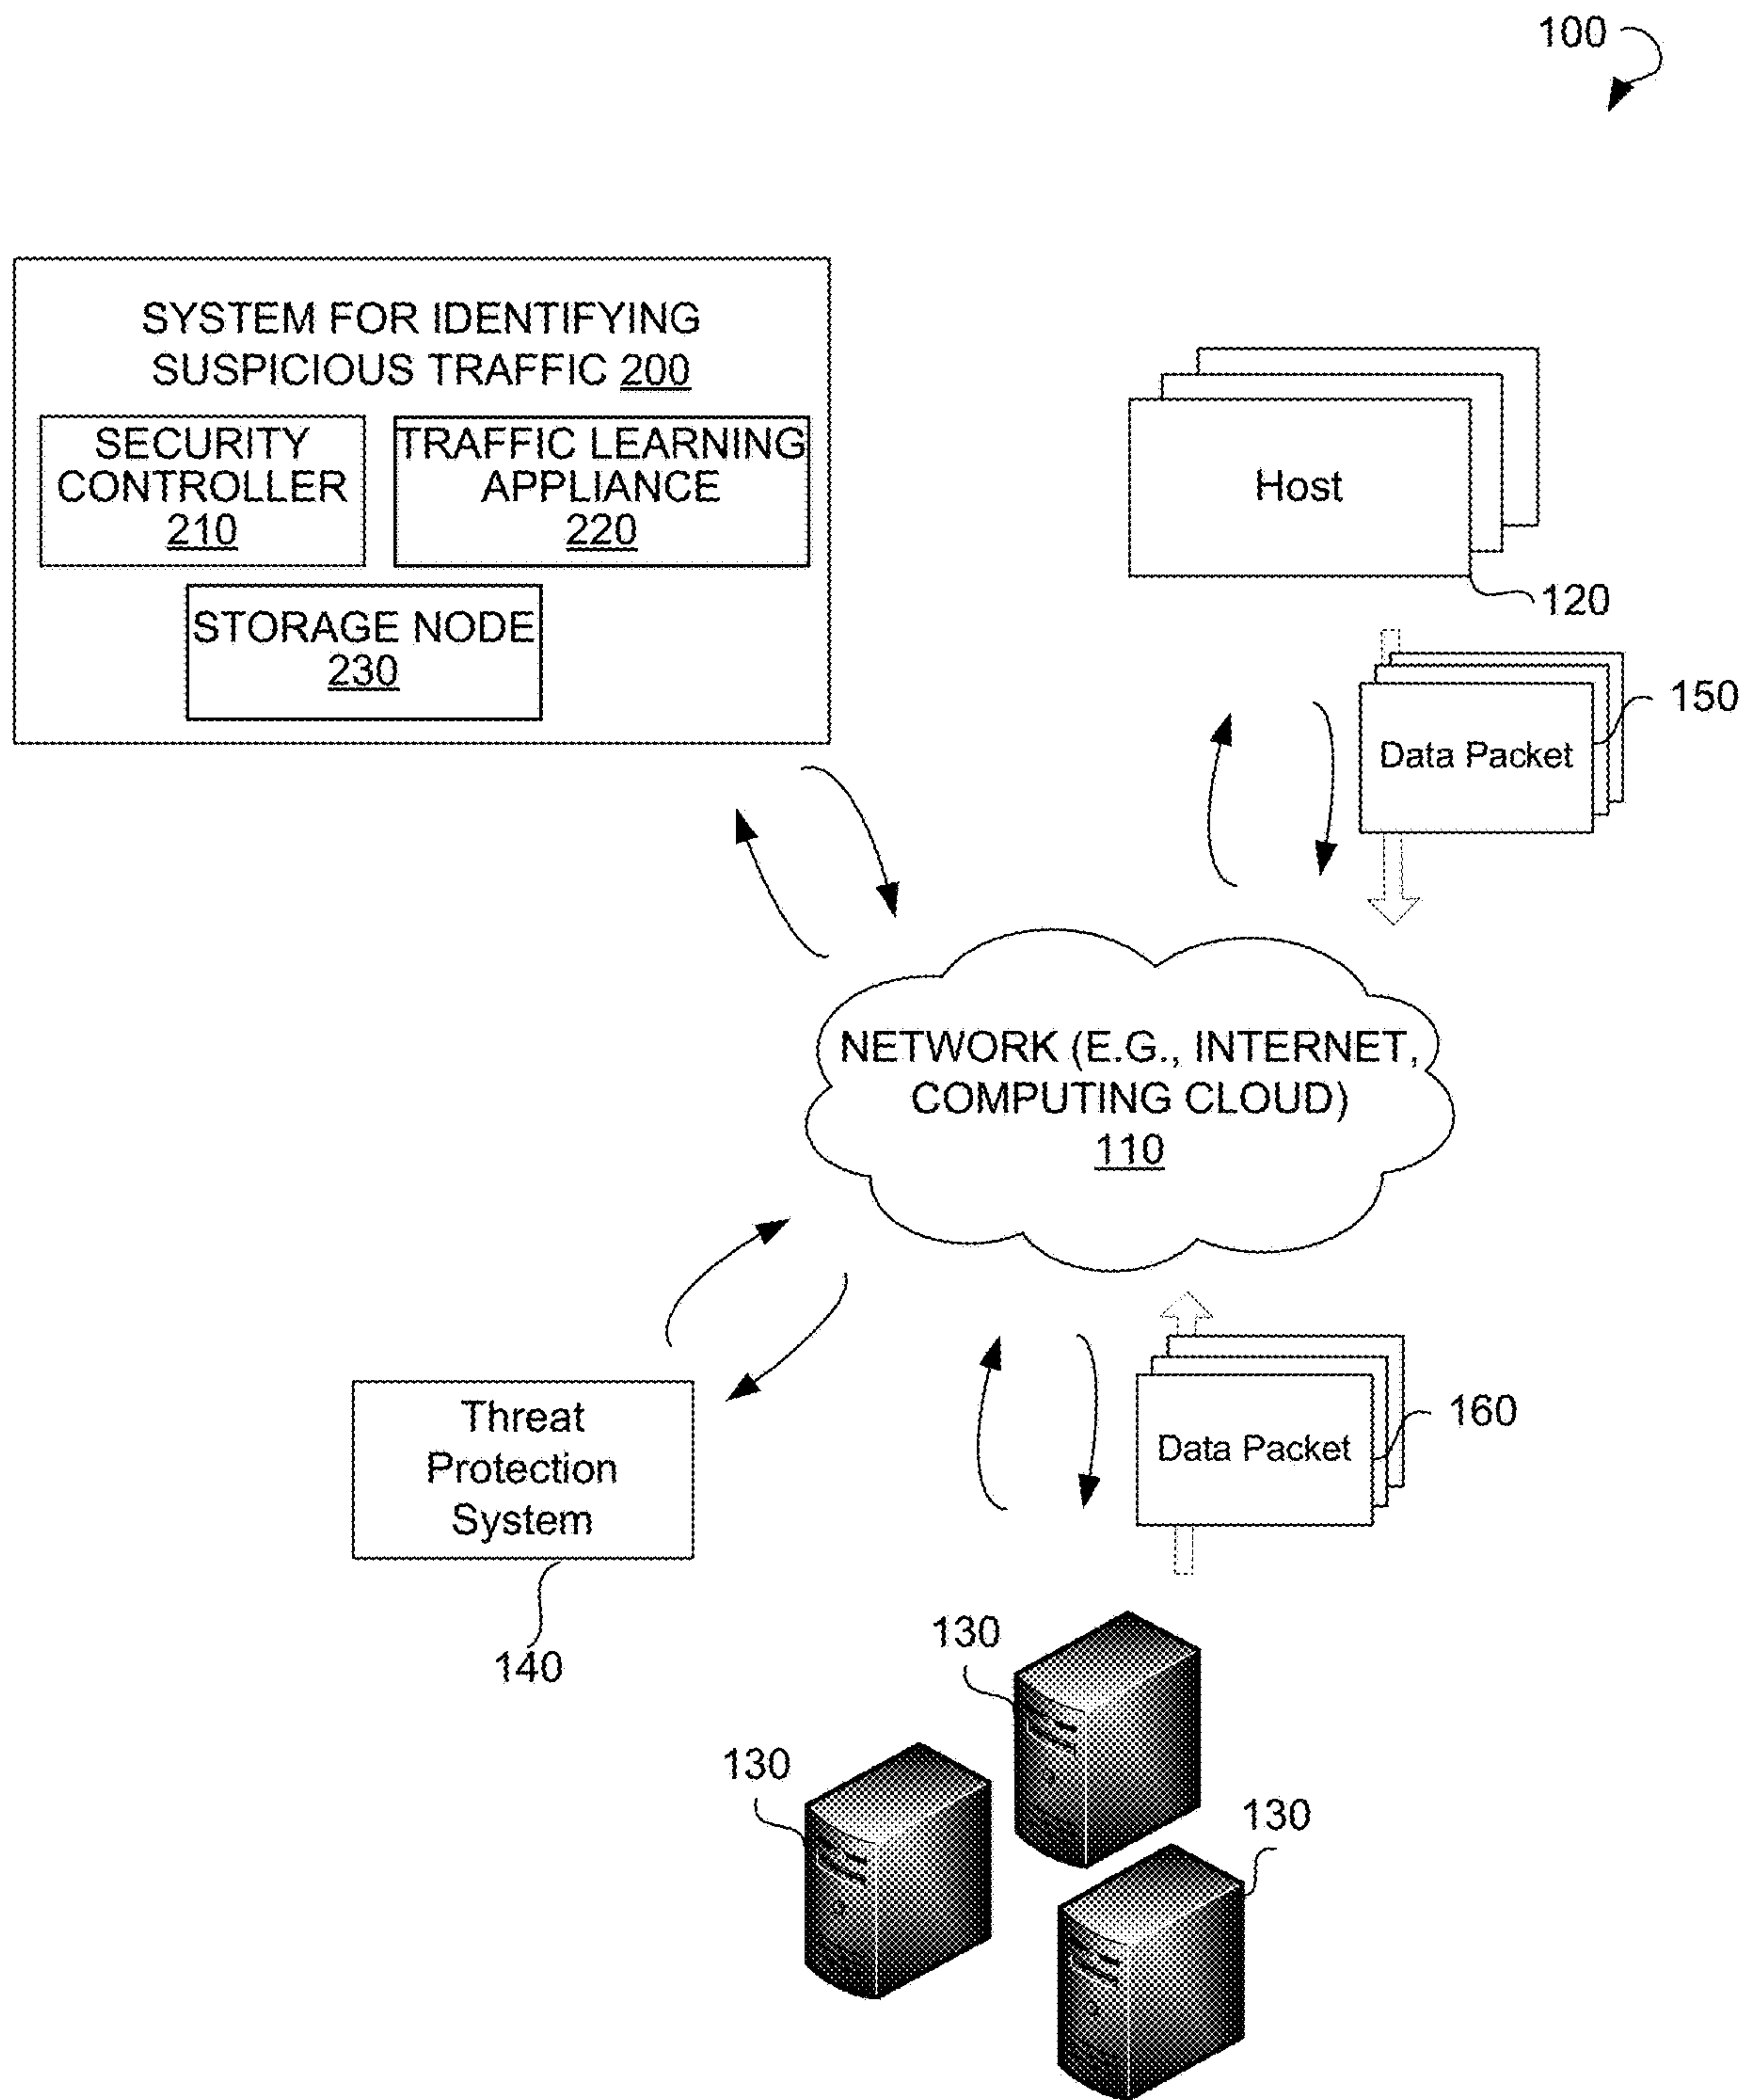 100
SYSTEM FOR IDENTIFYING
SUSPICIOUS TRAFFIC 200
SECURITY
CONTROLLER
210
TRAFFIC LEARNING
APPLIANCE
220
STORAGE NODE
230
Host
120
Data Packet
150
NETWORK (E.G., INTERNET,
COMPUTING CLOUD)
110
Threat
Protection
System
140
Data Packet
160
130
130
130